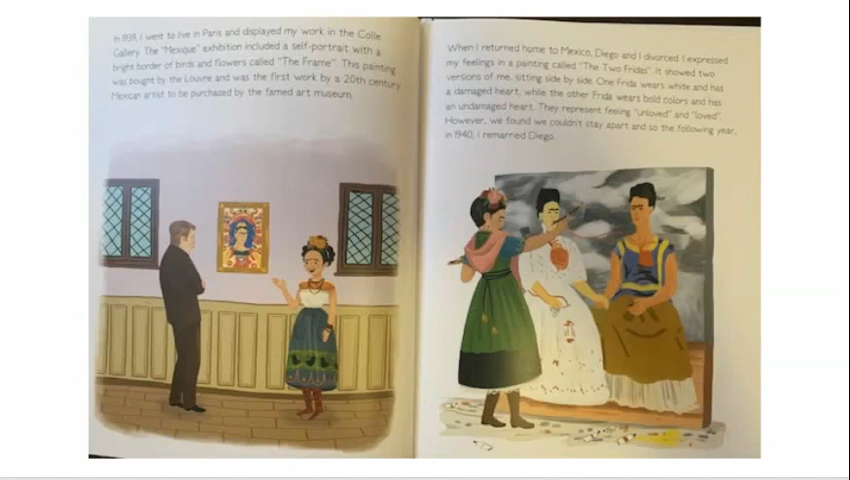 In 1939, I went to live in Paris and displayed my work in the Colle
Gallery. The "Mexique" exhibition included a self-portrait with a
bright border of birds and flowers called "The Frame". This painting
was bought by the Louvre and was the first work by a 20th century
Mexican artist to be purchased by the famed art museum.
When I returned home to Mexico, Diego and I divorced. I expressed
my feelings in a painting called "The Two Fridas". It showed two
versions of me, sitting side by side. One Frida wears white and has
a damaged heart, while the other Frida wears bold colors and has
an undamaged heart. They represent feeling "unloved" and "loved".
However, we found we couldn't stay apart and so the following year,
in 1940, I remarried Diego.